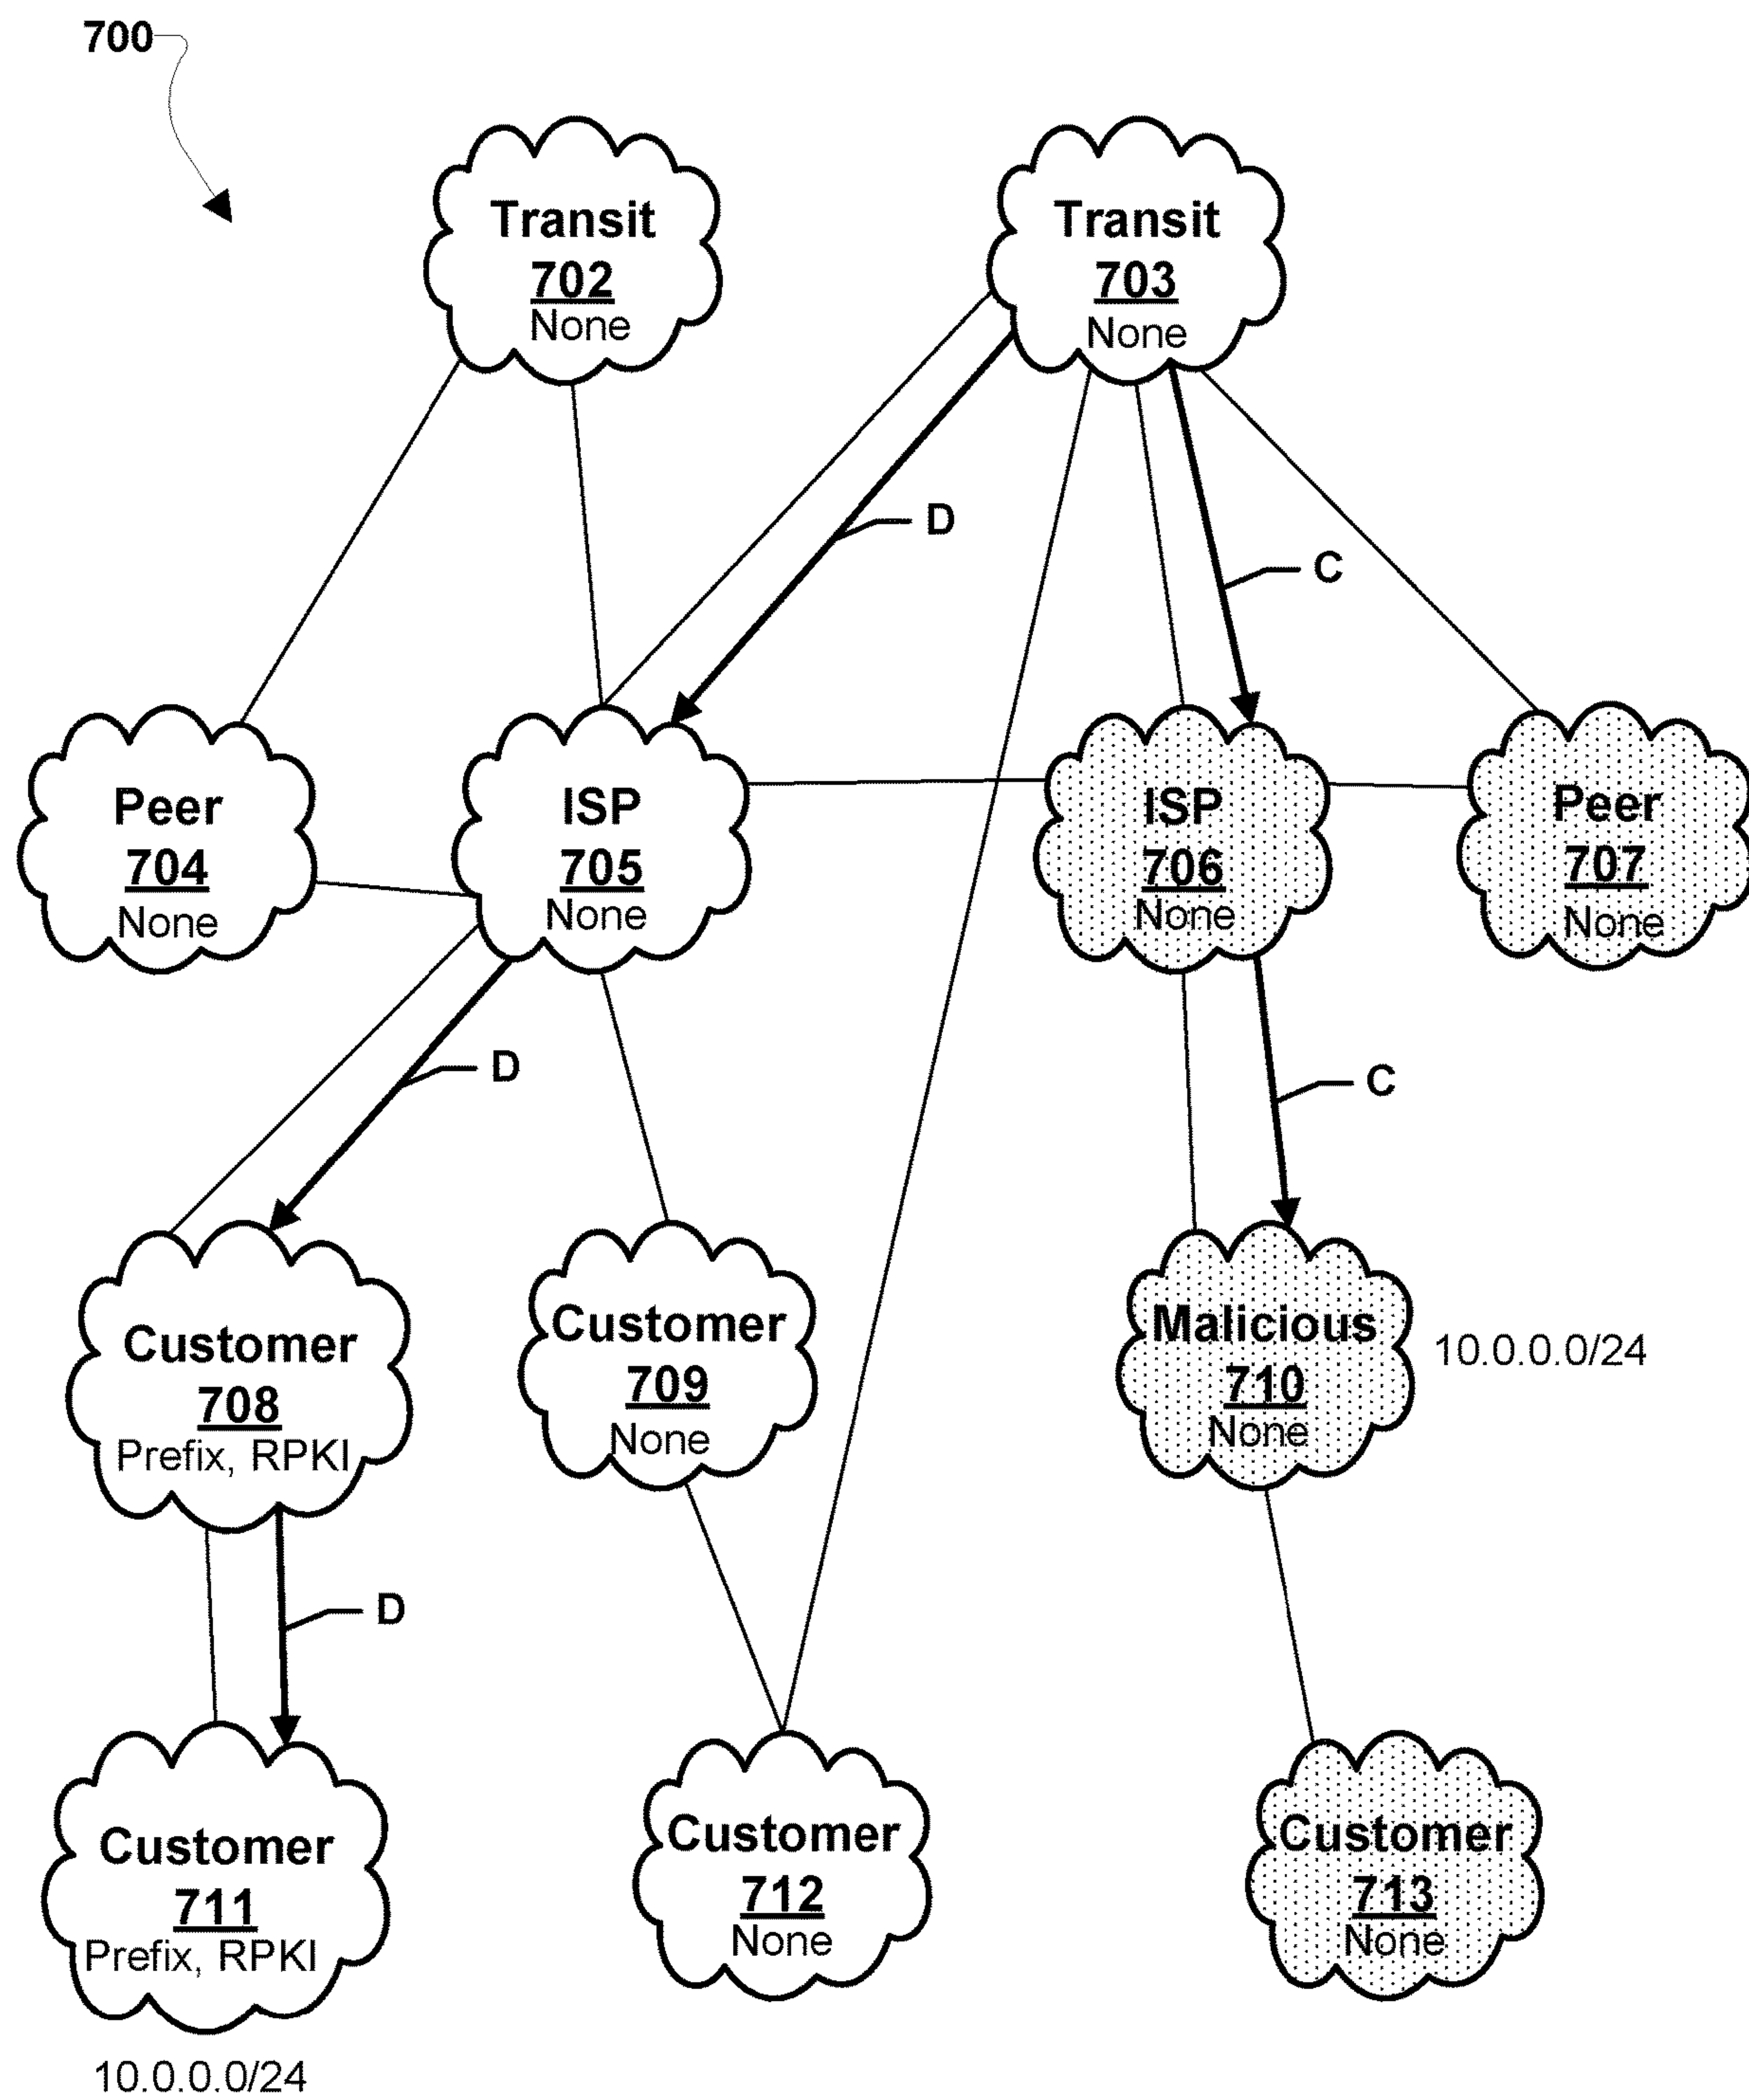 700
Transit
702
None
Transit
703
None
D
C
Peer
704
None
ISP
705
None
ISP
706
None
Peer
707
None
D
C
Customer
708
Prefix, RPKI
Customer
709
None
Malicious
710
None
10.0.0.0/24
D
Customer
711
Prefix, RPKI
10.0.0.0/24
Customer
712
None
Customer
713
None